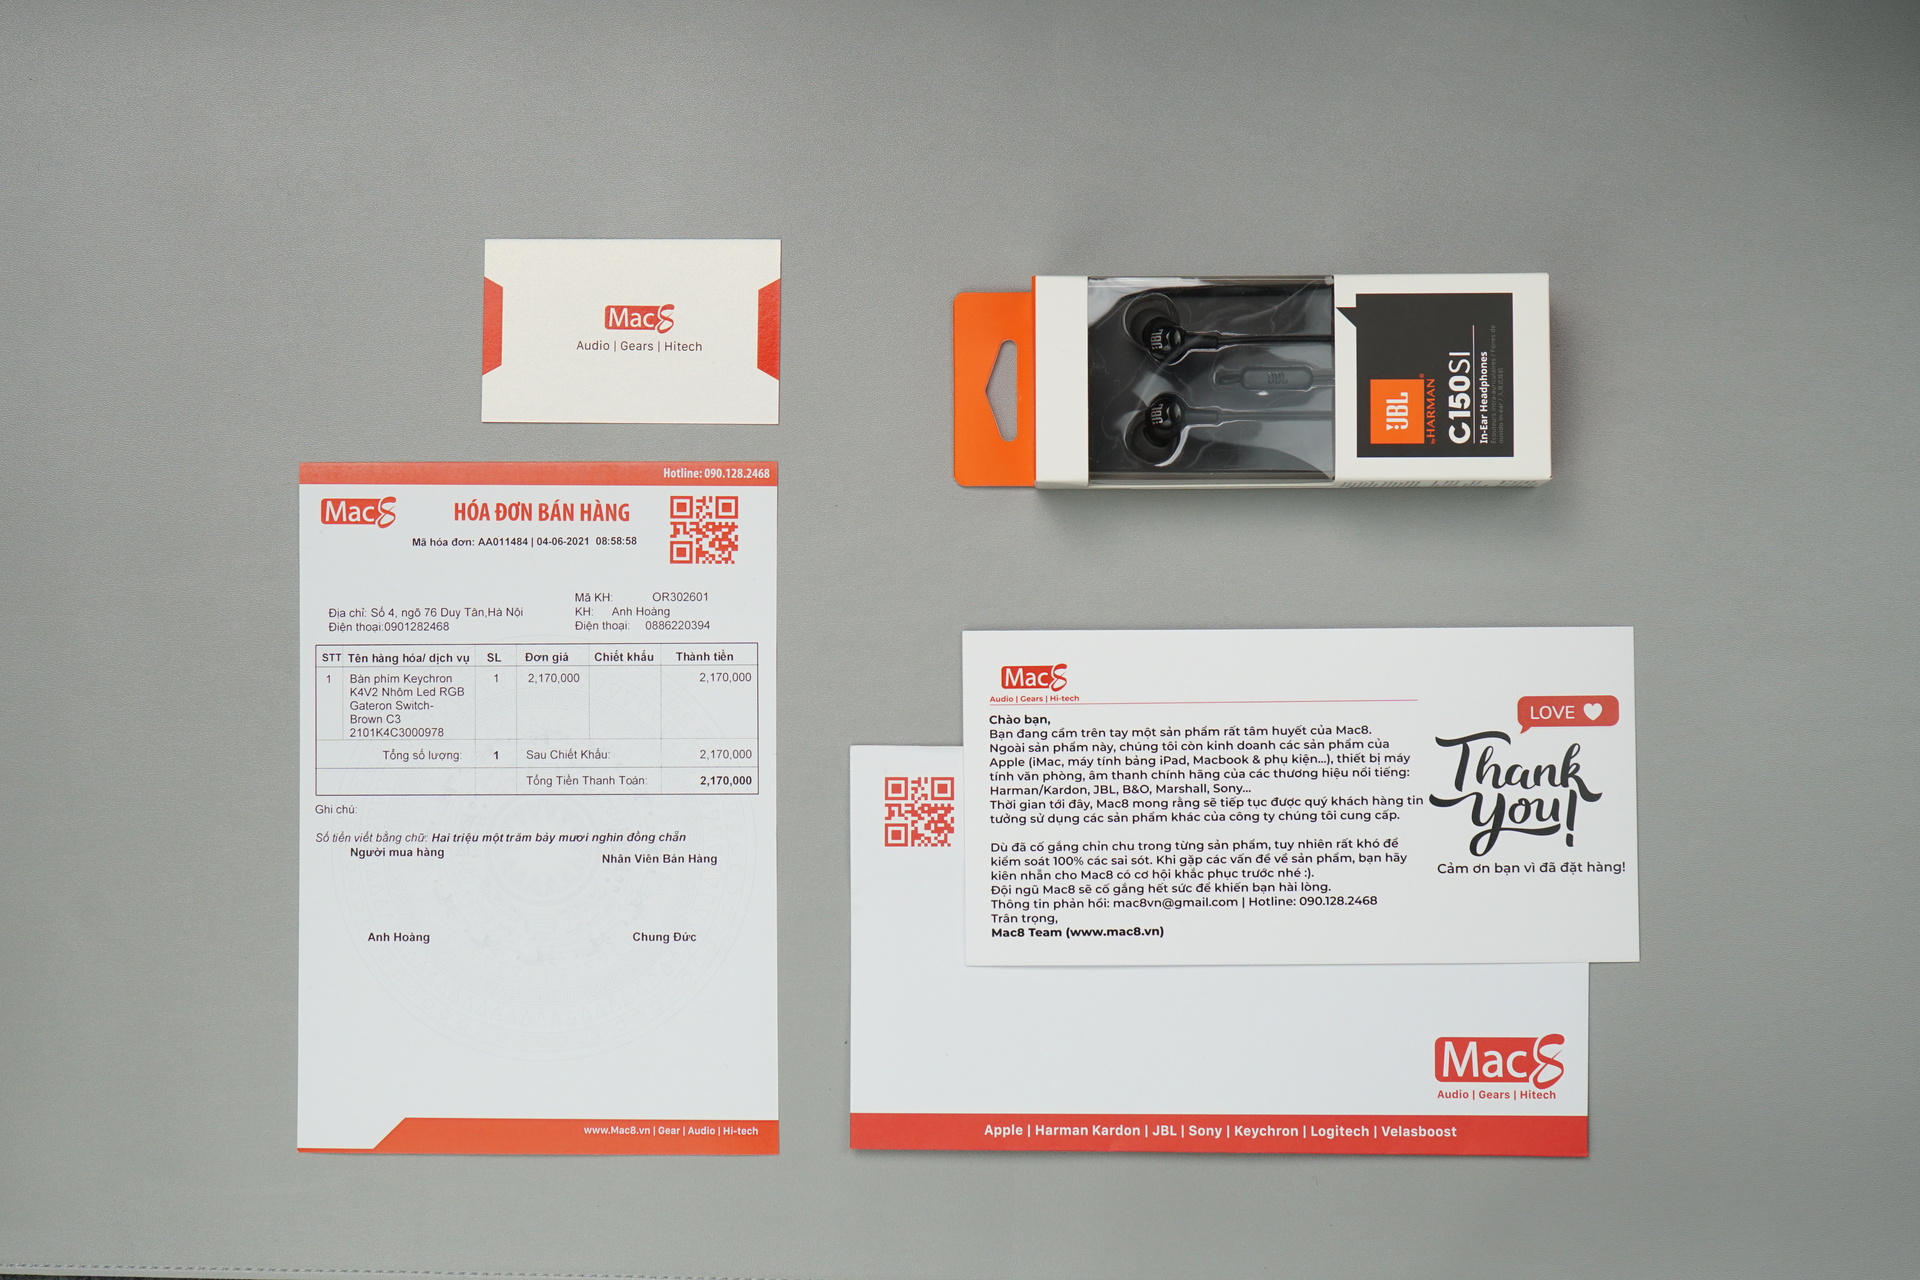 Mac8
Audio | Gears | Hitech
JBL
JBL
JBL
JBL
by HARMAN
C150SI
In-Ear Headphones
Hotline: 090.128.2468
Mac8
HÓA ĐƠN BÁN HÀNG
Mã hóa đơn: AA011484 | 04-06-2021 08:58:58
Mã KH: OR302601
Địa chỉ: Số 4, ngõ 76 Duy Tân,Hà Nội
KH: Anh Hoàng
Điện thoại:0901282468
Điện thoại: 0886220394
STT Tên hàng hóa/ dịch vụ SL Đơn giá Chiết khấu Thành tiền
1 Bàn phím Keychron 1 2,170,000 2,170,000
K4V2 Nhôm Led RGB
Gateron Switch-
Brown C3
2101K4C3000978
Tổng số lượng: 1 Sau Chiết Khấu: 2,170,000
Tổng Tiền Thanh Toán: 2,170,000
Ghi chú:
Số tiền viết bằng chữ: Hai triệu một trăm bảy mươi nghìn đồng chẵn
Người mua hàng
Nhân Viên Bán Hàng
Anh Hoàng
Chung Đức
www.Mac8.vn | Gear | Audio | Hi-tech
Mac8
Audio | Gears | Hi-tech
Chào bạn,
Bạn đang cầm trên tay một sản phẩm rất tâm huyết của Mac8.
Ngoài sản phẩm này, chúng tôi còn kinh doanh các sản phẩm của
Apple (iMac, máy tính bảng iPad, Macbook & phụ kiện...), thiết bị máy
tính văn phòng, âm thanh chính hãng của các thương hiệu nổi tiếng:
Harman/Kardon, JBL, B&O, Marshall, Sony...
Thời gian tới đây, Mac8 mong rằng sẽ tiếp tục được quý khách hàng tin
tưởng sử dụng các sản phẩm khác của công ty chúng tôi cung cấp.
Dù đã cố gắng chỉn chu trong từng sản phẩm, tuy nhiên rất khó để
kiểm soát 100% các sai sót. Khi gặp các vấn đề về sản phẩm, bạn hãy
kiên nhẫn cho Mac8 có cơ hội khắc phục trước nhé :).
Đội ngũ Mac8 sẽ cố gắng hết sức để khiến bạn hài lòng.
Thông tin phản hồi: mac8vn@gmail.com | Hotline: 090.128.2468
Trân trọng,
Mac8 Team (www.mac8.vn)
LOVE
Thank
You!
Cảm ơn bạn vì đã đặt hàng!
Mac8
Audio | Gears | Hitech
Apple | Harman Kardon | JBL | Sony | Keychron | Logitech | Velasboost